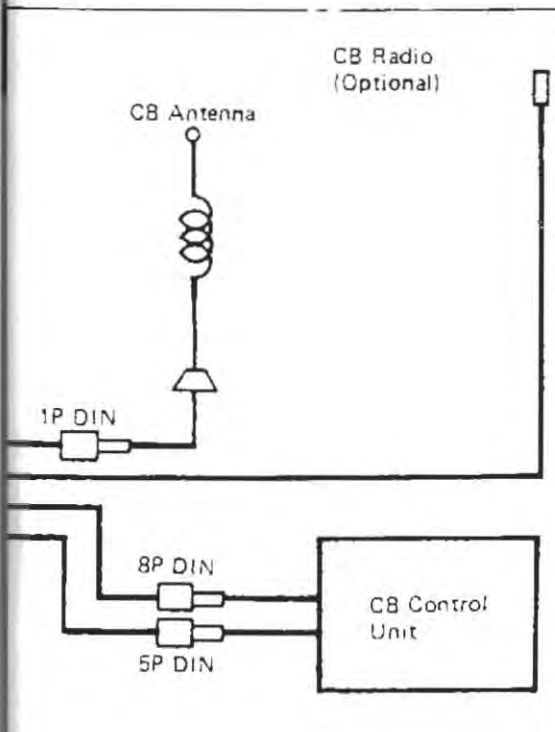 CB Radio
(Optional)
CB Antenna
1P DIN
8P DIN
CB Control
Unit
5P DIN